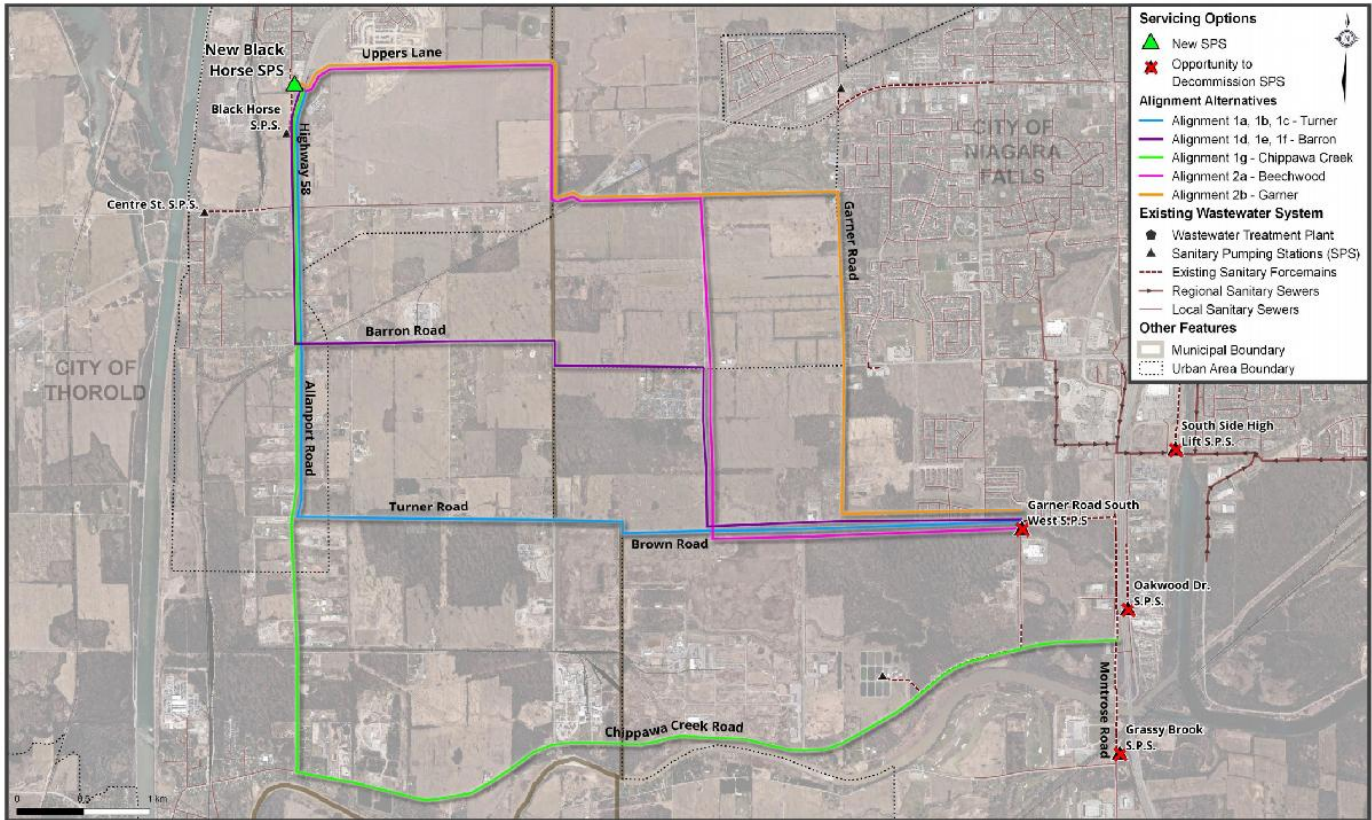 New Black
Horse SPS
Uppers Lane
Black Horse
S.P.S.
Highway 58
Centre St. S.P.S.
CITY OF
NIAGARA
FALLS
Garner Road
Barron Road
CITY OF
THOROLD
Allanport Road
South Side High
Lift S.P.S.
Turner Road
Garner Road South
West S.P.S
Brown Road
Oakwood Dr.
S.P.S.
Montrose Road
Chippawa Creek Road
Grassy Brook
S.P.S.
0 0.5 1 km
Servicing Options
New SPS
Opportunity to
Decommission SPS
N
Alignment Alternatives
Alignment 1a, 1b, 1c - Turner
Alignment 1d, 1e, 1f - Barron
Alignment 1g - Chippawa Creek
Alignment 2a - Beechwood
Alignment 2b - Garner
Existing Wastewater System
Wastewater Treatment Plant
Sanitary Pumping Stations (SPS)
Existing Sanitary Forcemains
Regional Sanitary Sewers
Local Sanitary Sewers
Other Features
Municipal Boundary
Urban Area Boundary